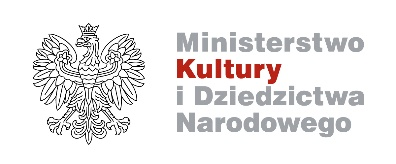 Ministerstwo
Kultury
i Dziedzictwa
Narodowego